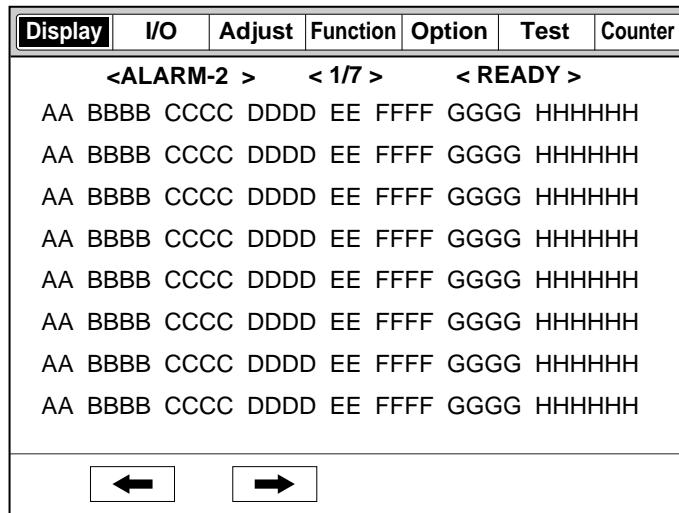 Display I/O Adjust Function Option Test Counter
<ALARM-2 > < 1/7 > < READY >
AA BBBB CCCC DDDD EE FFFF GGGG HHHHHH
AA BBBB CCCC DDDD EE FFFF GGGG HHHHHH
AA BBBB CCCC DDDD EE FFFF GGGG HHHHHH
AA BBBB CCCC DDDD EE FFFF GGGG HHHHHH
AA BBBB CCCC DDDD EE FFFF GGGG HHHHHH
AA BBBB CCCC DDDD EE FFFF GGGG HHHHHH
AA BBBB CCCC DDDD EE FFFF GGGG HHHHHH
AA BBBB CCCC DDDD EE FFFF GGGG HHHHHH